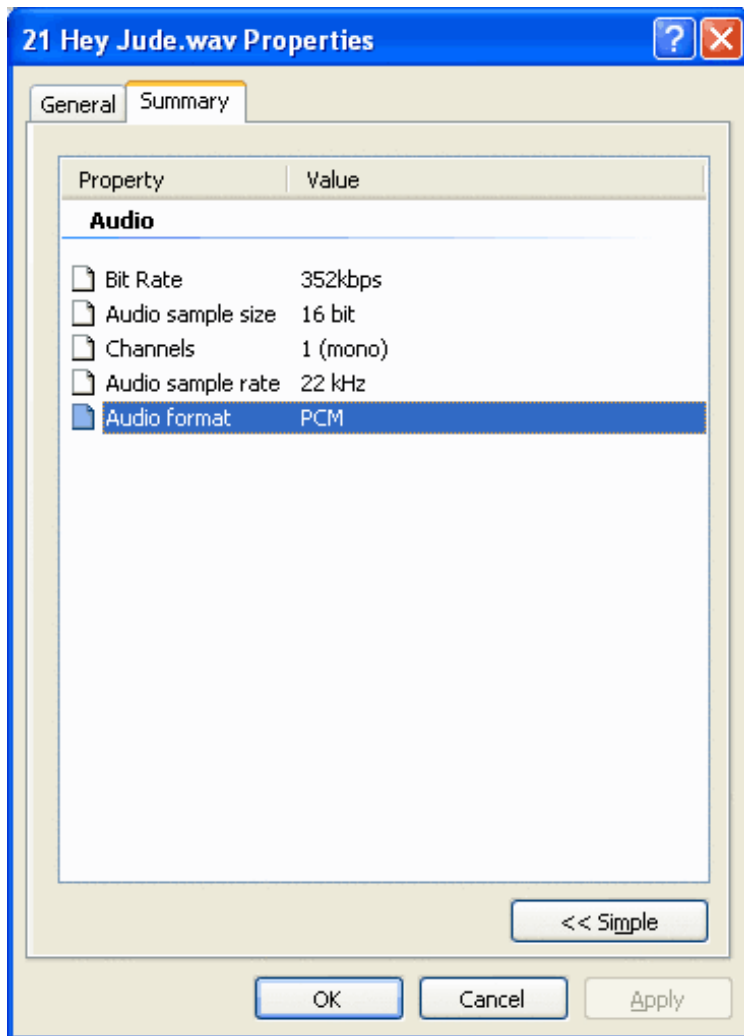 21 Hey Jude.wav Properties
General Summary
Property Value
Audio
Bit Rate 352kbps
Audio sample size 16 bit
Channels 1 (mono)
Audio sample rate 22 kHz
Audio format PCM
<< Simple
OK Cancel Apply